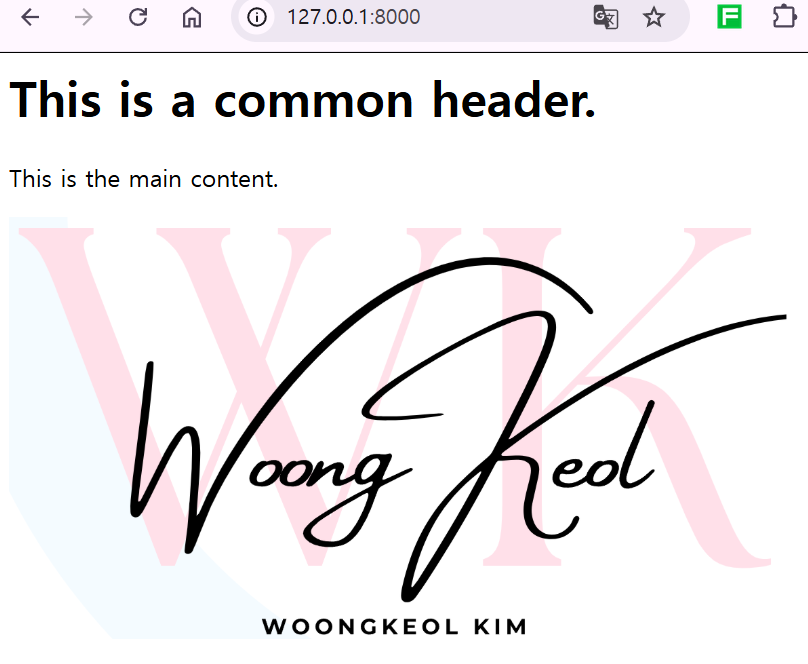 127.0.0.1:8000
This is a common header.
This is the main content.
WK
Woong Keol
WOONGKEOL KIM